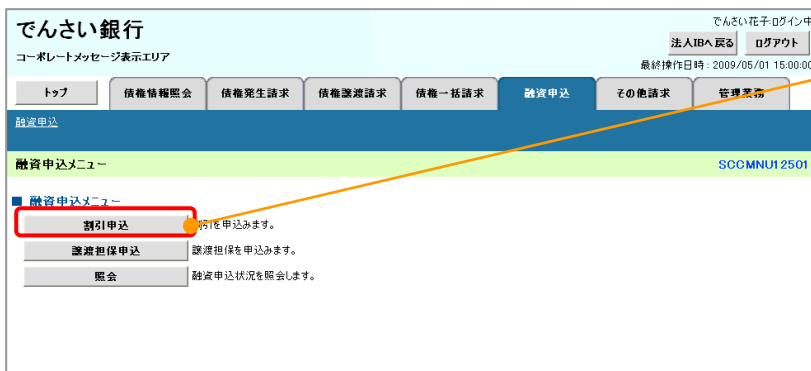 でんさい銀行
でんさい花子:ログイン中
コーポレートメッセージ表示エリア
法人IBへ戻る ログアウト
最終操作日時：2009/05/01 15:00:00
トップ 債権情報照会 債権発生請求 債権譲渡請求 債権一括請求 融資申込 その他請求 管理業務
融資申込
融資申込メニュー SCCMNU12501
■ 融資申込メニュー
割引申込 割引を申込みます。
譲渡担保申込 譲渡担保を申込みます。
照会 融資申込状況を照会します。